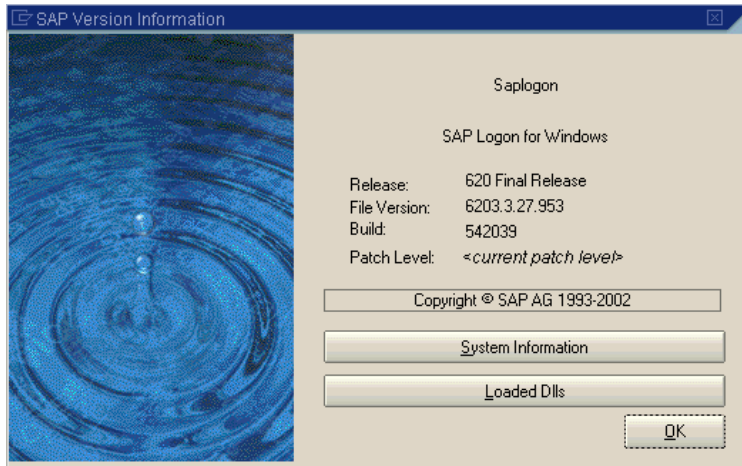 SAP Version Information
Saplogon
SAP Logon for Windows
Release: 620 Final Release
File Version: 6203.3.27.953
Build: 542039
Patch Level: <current patch level>
Copyright © SAP AG 1993-2002
System Information
Loaded Dlls
OK